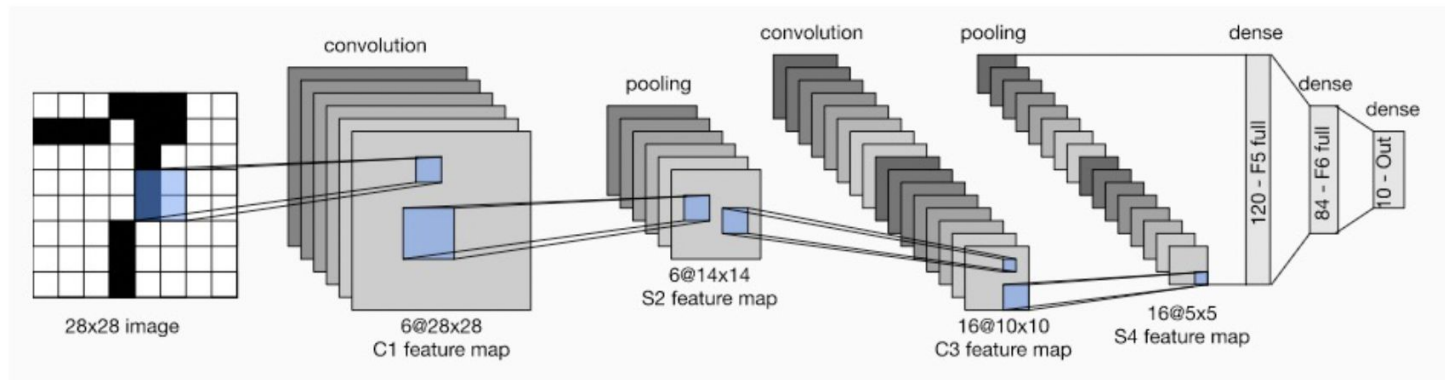 convolution
convolution
pooling
dense
pooling
dense
dense
120 - F5 full
84 - F6 full
10 - Out
6@14x14
S2 feature map
28x28 image
6@28x28
C1 feature map
16@10x10
C3 feature map
16@5x5
S4 feature map